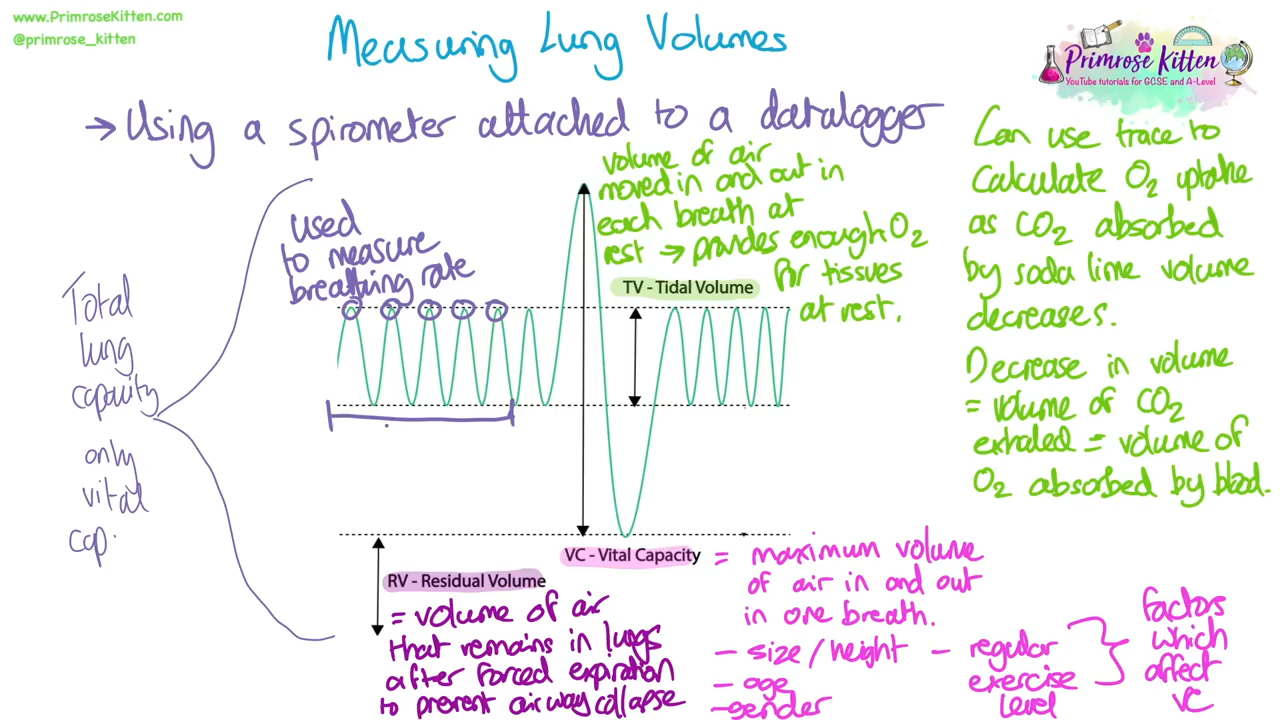 www.PrimroseKitten.com
@primrose_kitten
Measuring Lung Volumes
Primrose Kitten
YouTube tutorials for GCSE and A-Level
→ Using a spirometer attached to a datalogger
used
to measure
breathing rate
volume of air
moved in and out in
each breath at
rest → provides enough O2
for tissues
at rest.
TV - Tidal Volume
Can use trace to
calculate O2 uptake
as CO2 absorbed
by soda lime volume
decreases.
Decrease in volume
= volume of CO2
exhaled = volume of
O2 absorbed by blood.
Total
lung
capacity
only
vital
cap
VC - Vital Capacity
= maximum volume
of air in and out
in one breath.
- size/height
- age
- gender
- regular
exercise
level
factors
which
affect
VC
RV - Residual Volume
= volume of air
that remains in lungs
after forced expiration
to prevent airway collapse